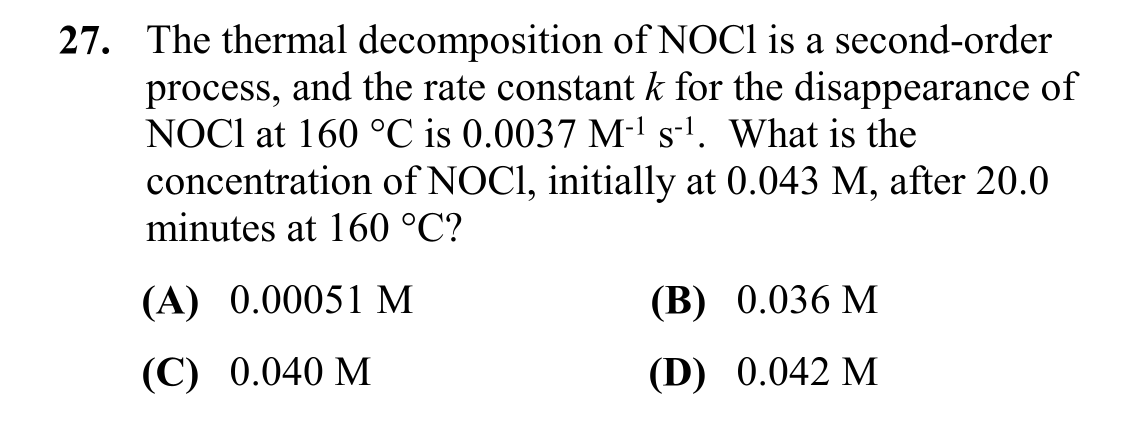 27. The thermal decomposition of NOCl is a second-order
process, and the rate constant k for the disappearance of
NOCl at 160 °C is 0.0037 M⁻¹ s⁻¹. What is the
concentration of NOCl, initially at 0.043 M, after 20.0
minutes at 160 °C?
(A) 0.00051 M (B) 0.036 M
(C) 0.040 M (D) 0.042 M